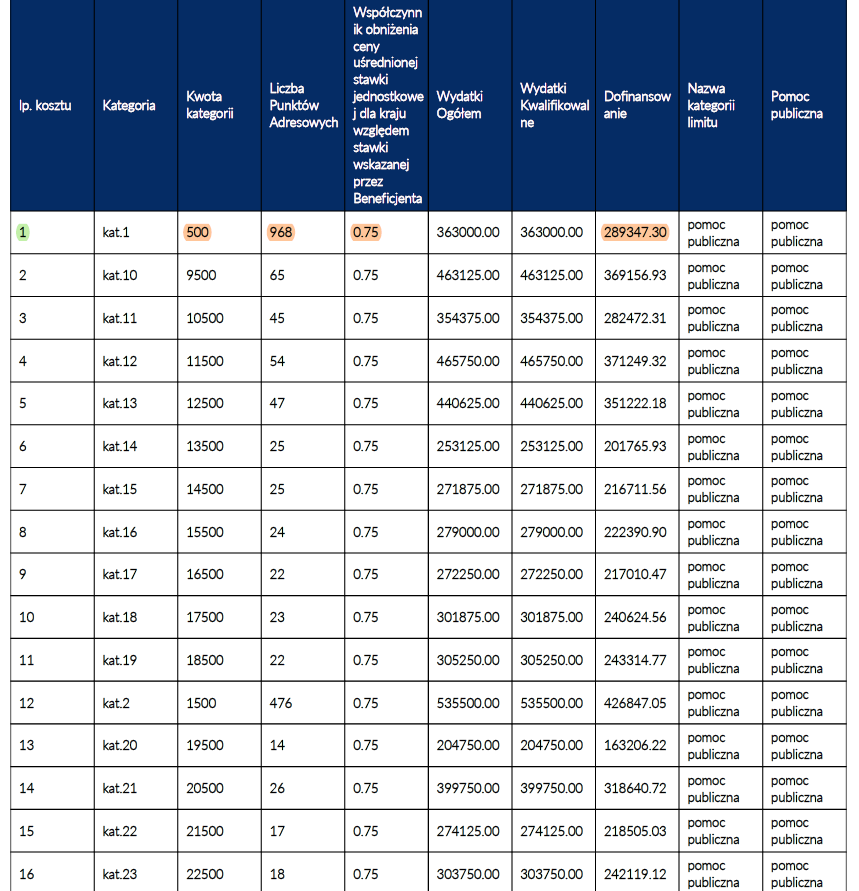 lp. kosztu
Kategoria
Kwota
kategorii
Liczba
Punktów
Adresowych
Współczynn
ik obniżenia
ceny
uśrednionej
stawki
jednostkowe
j dla kraju
względem
stawki
wskazanej
przez
Beneficjenta
Wydatki
Ogółem
Wydatki
Kwalifikowal
ne
Dofinansow
anie
Nazwa
kategorii
limitu
Pomoc
publiczna
1 kat.1 500 968 0.75 363000.00 363000.00 289347.30 pomoc publiczna pomoc publiczna
2 kat.10 9500 65 0.75 463125.00 463125.00 369156.93 pomoc publiczna pomoc publiczna
3 kat.11 10500 45 0.75 354375.00 354375.00 282472.31 pomoc publiczna pomoc publiczna
4 kat.12 11500 54 0.75 465750.00 465750.00 371249.32 pomoc publiczna pomoc publiczna
5 kat.13 12500 47 0.75 440625.00 440625.00 351222.18 pomoc publiczna pomoc publiczna
6 kat.14 13500 25 0.75 253125.00 253125.00 201765.93 pomoc publiczna pomoc publiczna
7 kat.15 14500 25 0.75 271875.00 271875.00 216711.56 pomoc publiczna pomoc publiczna
8 kat.16 15500 24 0.75 279000.00 279000.00 222390.90 pomoc publiczna pomoc publiczna
9 kat.17 16500 22 0.75 272250.00 272250.00 217010.47 pomoc publiczna pomoc publiczna
10 kat.18 17500 23 0.75 301875.00 301875.00 240624.56 pomoc publiczna pomoc publiczna
11 kat.19 18500 22 0.75 305250.00 305250.00 243314.77 pomoc publiczna pomoc publiczna
12 kat.2 1500 476 0.75 535500.00 535500.00 426847.05 pomoc publiczna pomoc publiczna
13 kat.20 19500 14 0.75 204750.00 204750.00 163206.22 pomoc publiczna pomoc publiczna
14 kat.21 20500 26 0.75 399750.00 399750.00 318640.72 pomoc publiczna pomoc publiczna
15 kat.22 21500 17 0.75 274125.00 274125.00 218505.03 pomoc publiczna pomoc publiczna
16 kat.23 22500 18 0.75 303750.00 303750.00 242119.12 pomoc publiczna pomoc publiczna